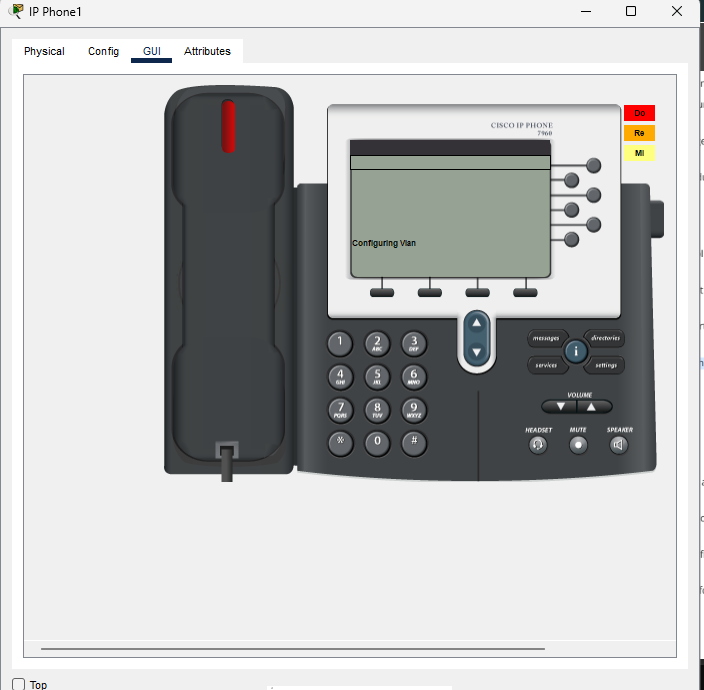 IP Phone1
Physical Config GUI Attributes
CISCO IP PHONE
7960
Do
Re
Mi
Configuring Vlan
1 2 ABC 3 DEF
4 GHI 5 JKL 6 MNO
7 PQRS 8 TUV 9 WXYZ
* 0 #
messages directories
i
services settings
VOLUME
HEADSET MUTE SPEAKER
Top